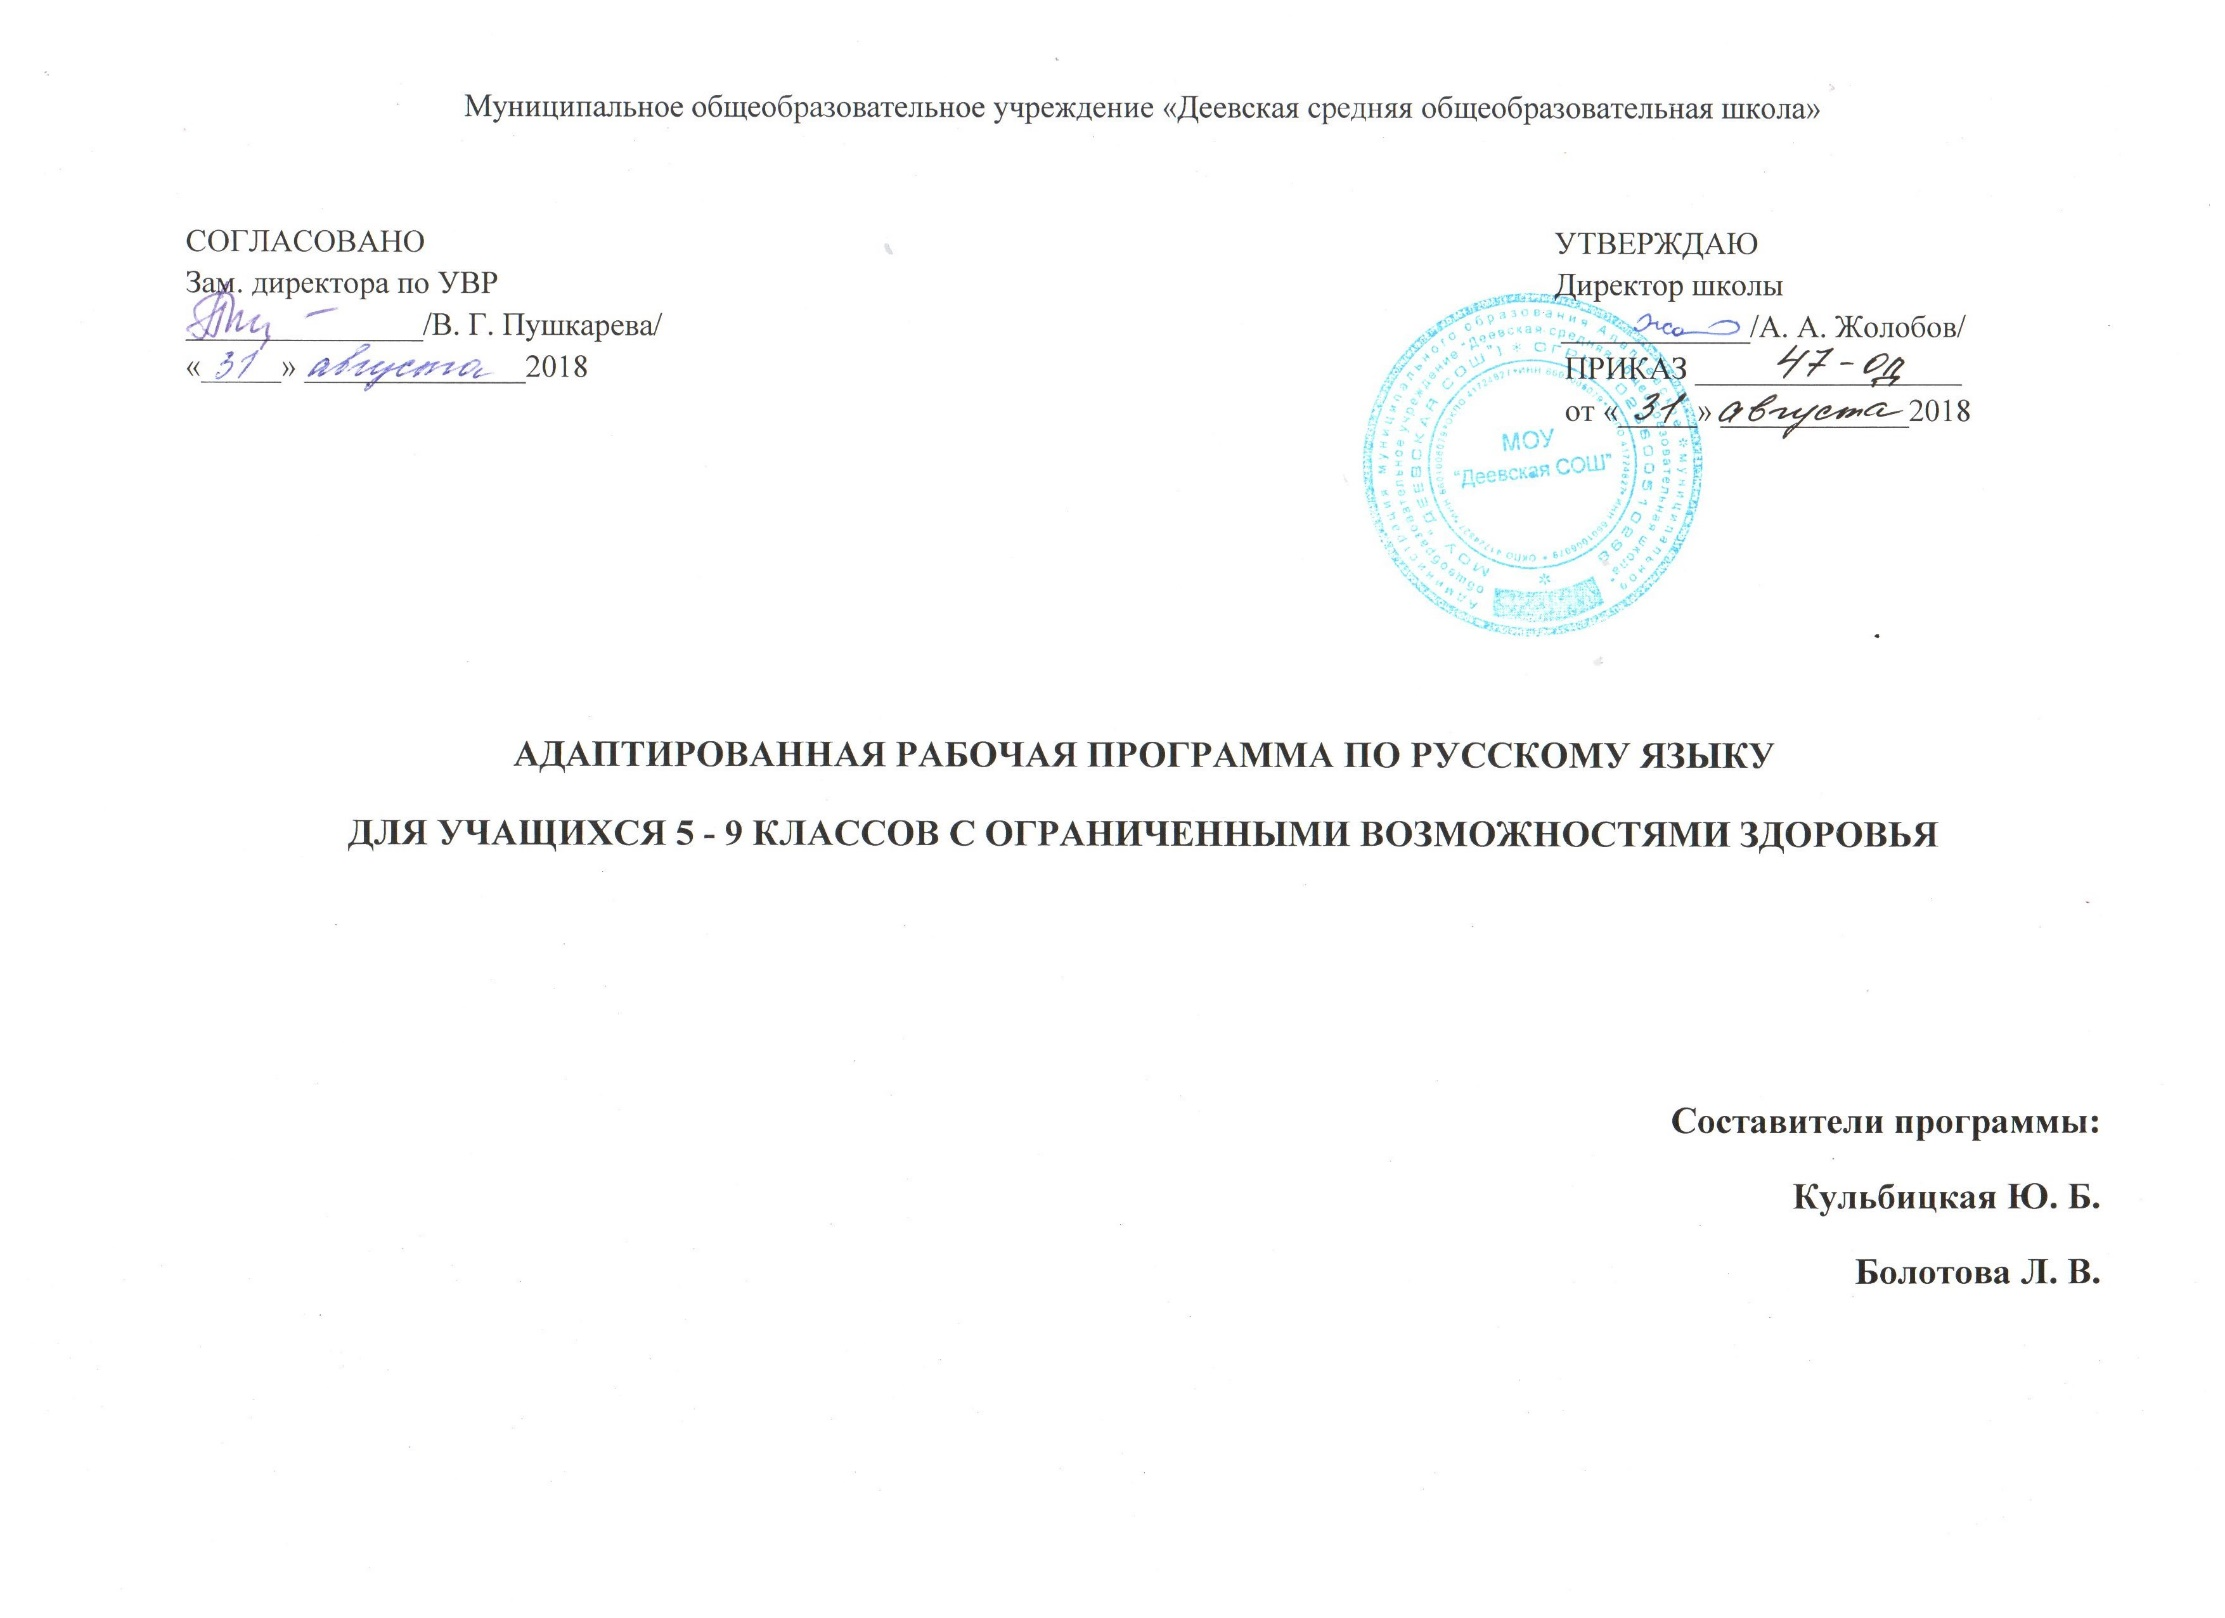 Муниципальное общеобразовательное учреждение «Деевская средняя общеобразовательная школа»
СОГЛАСОВАНО
Зам. директора по УВР
/В. Г. Пушкарева/
«31» августа 2018
УТВЕРЖДАЮ
Директор школы
/А. А. Жолобов/
ПРИКАЗ 47-од
от «31» августа 2018
МОУ
"Деевская СОШ"
АДАПТИРОВАННАЯ РАБОЧАЯ ПРОГРАММА ПО РУССКОМУ ЯЗЫКУ
ДЛЯ УЧАЩИХСЯ 5 - 9 КЛАССОВ С ОГРАНИЧЕННЫМИ ВОЗМОЖНОСТЯМИ ЗДОРОВЬЯ
Составители программы:
Кульбицкая Ю. Б.
Болотова Л. В.